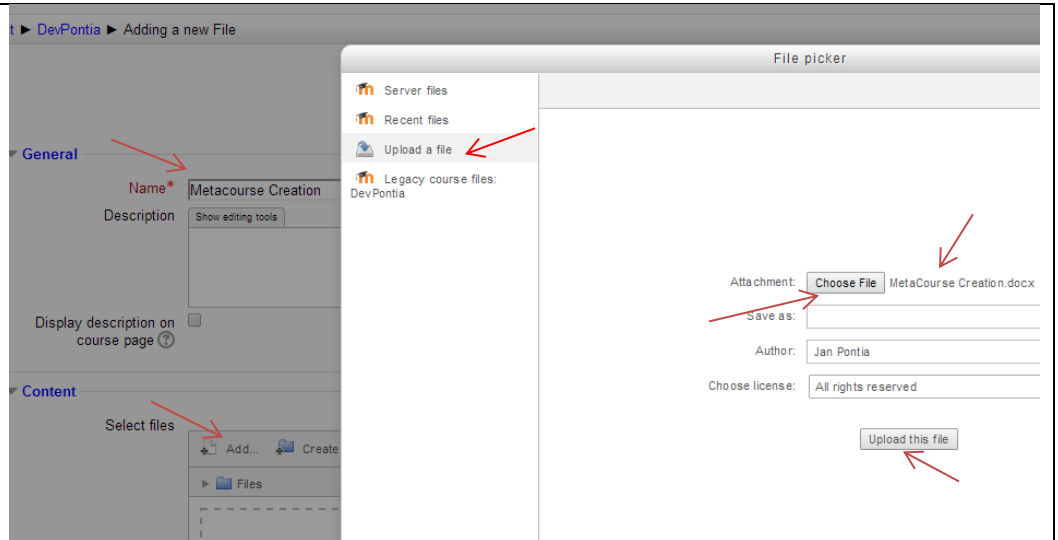 t ► DevPontia ► Adding a new File
File picker
Server files
Recent files
Upload a file
Legacy course files:
DevPontia
General
Name* Metacourse Creation
Description Show editing tools
Display description on
course page ?
Content
Select files
Add... Create
Files
Attachment: Choose File MetaCourse Creation.docx
Save as:
Author: Jan Pontia
Choose license: All rights reserved
Upload this file